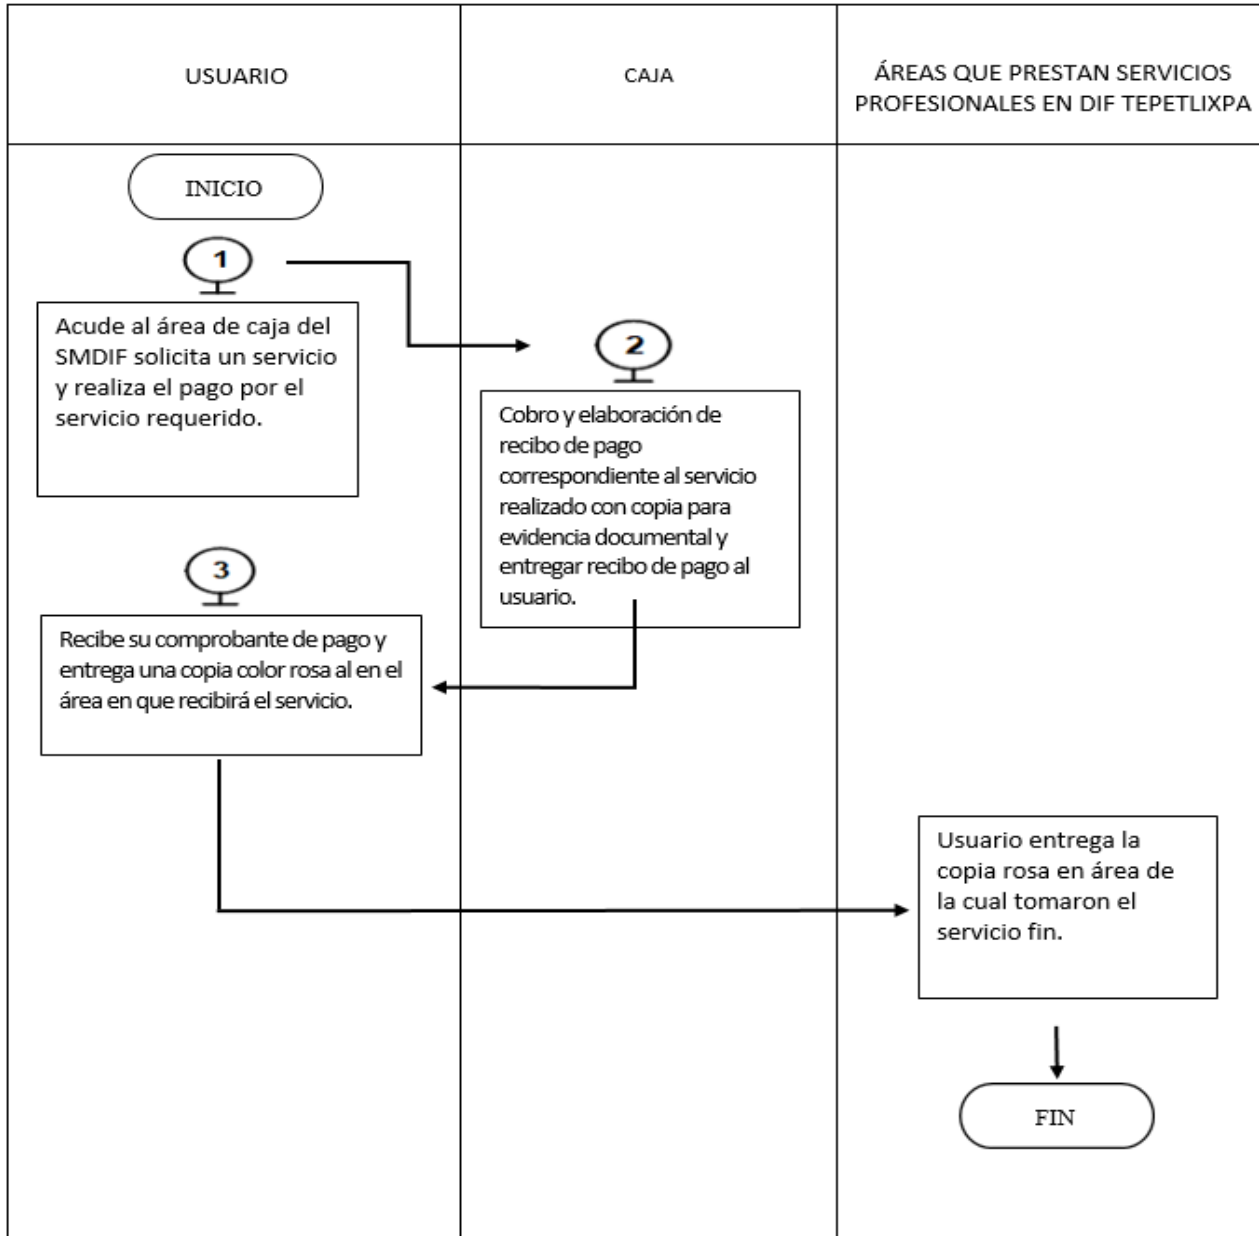 USUARIO
CAJA
ÁREAS QUE PRESTAN SERVICIOS
PROFESIONALES EN DIF TEPETLIXPA
INICIO
1
Acude al área de caja del
SMDIF solicita un servicio
y realiza el pago por el
servicio requerido.
2
Cobro y elaboración de
recibo de pago
correspondiente al servicio
realizado con copia para
evidencia documental y
entregar recibo de pago al
usuario.
3
Recibe su comprobante de pago y
entrega una copia color rosa al en el
área en que recibirá el servicio.
Usuario entrega la
copia rosa en área de
la cual tomaron el
servicio fin.
FIN